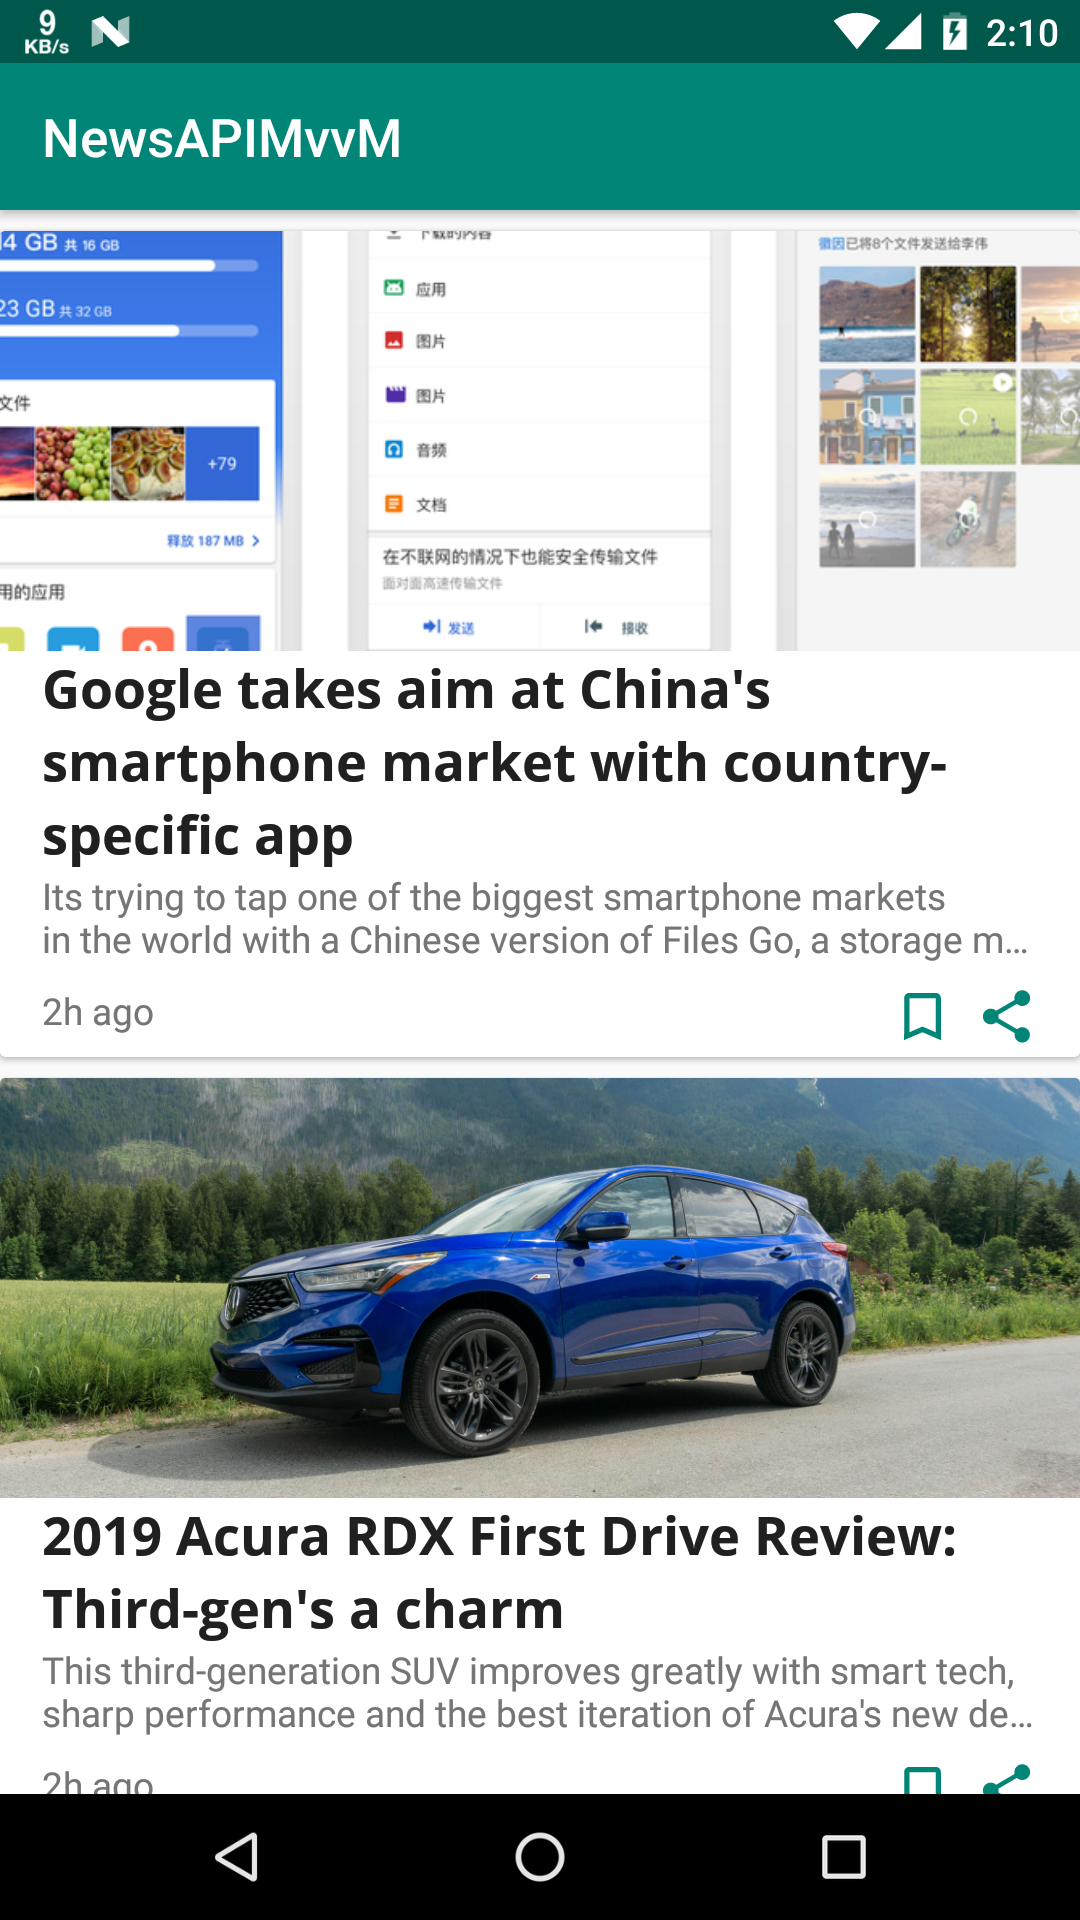 9
KB/s
2:10
NewsAPIMvvM
4 GB 共 16 GB
23 GB 共 32 GB
文件
+79
释放 187 MB
用的应用
下载的内容
应用
图片
图片
音频
文档
在不联网的情况下也能安全传输文件
面对面高速传输文件
发送
接收
徽因已将8个文件发送给李伟
Google takes aim at China's
smartphone market with country-
specific app
Its trying to tap one of the biggest smartphone markets
in the world with a Chinese version of Files Go, a storage m...
2h ago
2019 Acura RDX First Drive Review:
Third-gen's a charm
This third-generation SUV improves greatly with smart tech,
sharp performance and the best iteration of Acura's new de...
2h ago